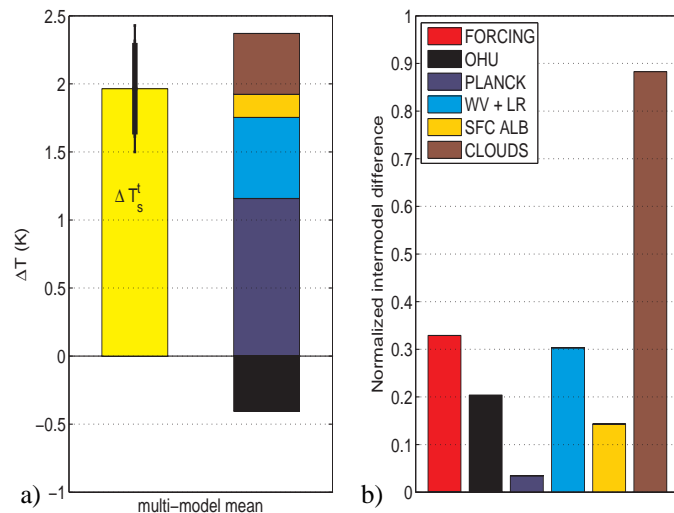 2.5
2
1.5
1
0.5
0
−0.5
−1
ΔT (K)
Δ T_s^t
multi−model mean
a)
1
0.9
0.8
0.7
0.6
0.5
0.4
0.3
0.2
0.1
0
Normalized intermodel difference
FORCING
OHU
PLANCK
WV + LR
SFC ALB
CLOUDS
b)